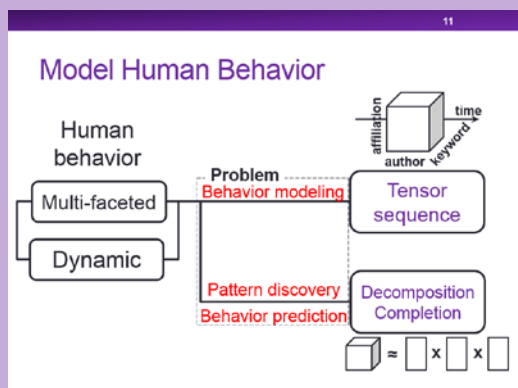 11
Model Human Behavior
affiliation
time
author
keyword
Human
behavior
Multi-faceted
Dynamic
Problem
Behavior modeling
Tensor
sequence
Pattern discovery
Behavior prediction
Decomposition
Completion
≈ x x